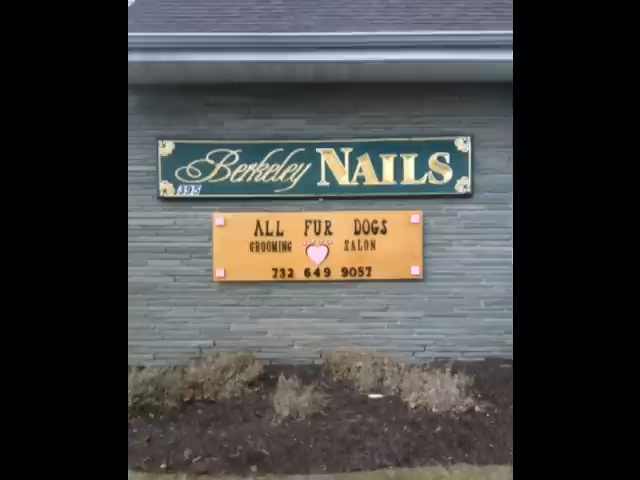 Berkeley NAILS
395
ALL FUR DOGS
GROOMING SALON
732 649 9057